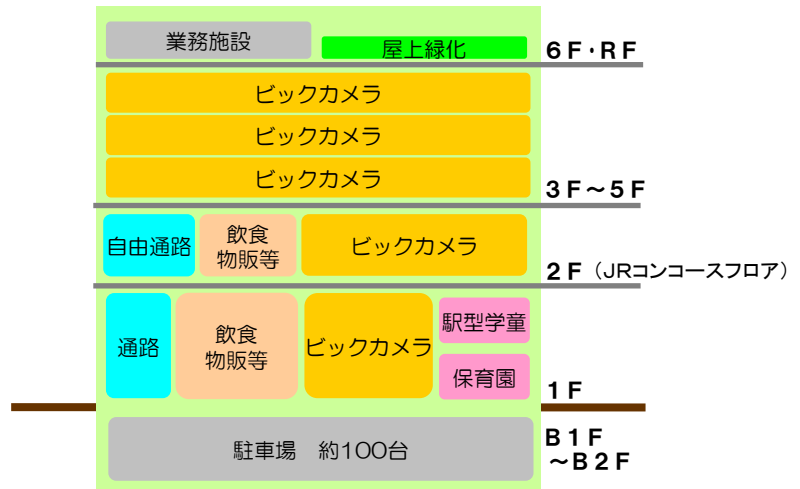 業務施設
屋上緑化
6F・RF
ビックカメラ
ビックカメラ
ビックカメラ
3F～5F
自由通路
飲食
物販等
ビックカメラ
2F（JRコンコースフロア）
通路
飲食
物販等
ビックカメラ
駅型学童
保育園
1F
駐車場　約100台
B1F
～B2F